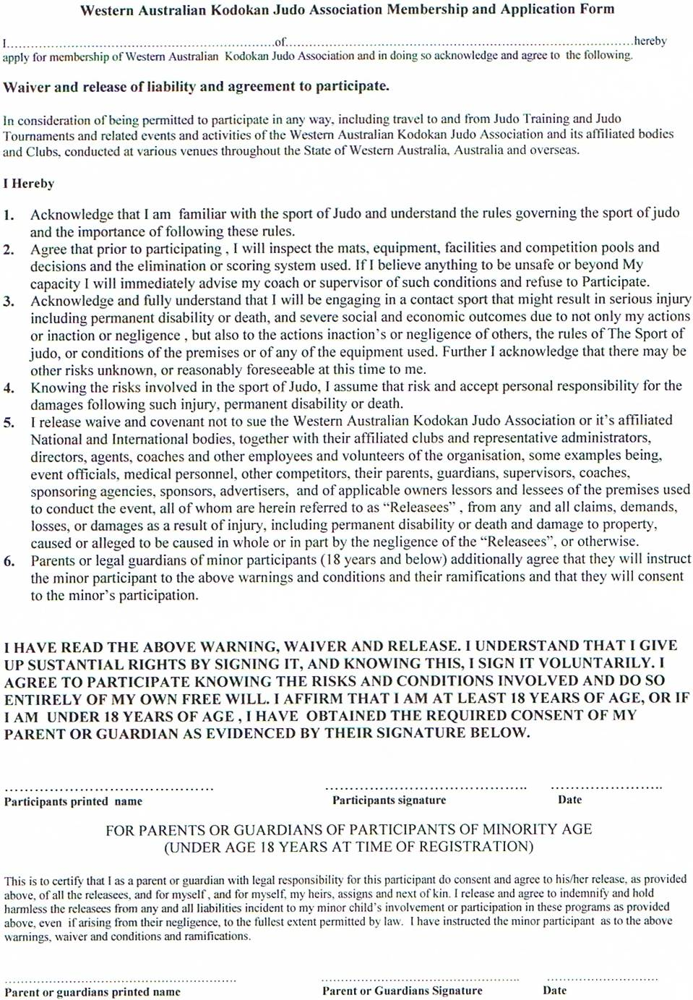 Western Australian Kodokan Judo Association Membership and Application Form
I......................................................................of..........................................................................................hereby
apply for membership of Western Australian Kodokan Judo Association and in doing so acknowledge and agree to the following.
Waiver and release of liability and agreement to participate.
In consideration of being permitted to participate in any way, including travel to and from Judo Training and Judo
Tournaments and related events and activities of the Western Australian Kodokan Judo Association and its affiliated bodies
and Clubs, conducted at various venues throughout the State of Western Australia, Australia and overseas.
I Hereby
1. Acknowledge that I am familiar with the sport of Judo and understand the rules governing the sport of judo
and the importance of following these rules.
2. Agree that prior to participating , I will inspect the mats, equipment, facilities and competition pools and
decisions and the elimination or scoring system used. If I believe anything to be unsafe or beyond My
capacity I will immediately advise my coach or supervisor of such conditions and refuse to Participate.
3. Acknowledge and fully understand that I will be engaging in a contact sport that might result in serious injury
including permanent disability or death, and severe social and economic outcomes due to not only my actions
or inaction or negligence , but also to the actions inaction's or negligence of others, the rules of The Sport of
judo, or conditions of the premises or of any of the equipment used. Further I acknowledge that there may be
other risks unknown, or reasonably foreseeable at this time to me.
4. Knowing the risks involved in the sport of Judo, I assume that risk and accept personal responsibility for the
damages following such injury, permanent disability or death.
5. I release waive and covenant not to sue the Western Australian Kodokan Judo Association or it's affiliated
National and International bodies, together with their affiliated clubs and representative administrators,
directors, agents, coaches and other employees and volunteers of the organisation, some examples being,
event officials, medical personnel, other competitors, their parents, guardians, supervisors, coaches,
sponsoring agencies, sponsors, advertisers, and of applicable owners lessors and lessees of the premises used
to conduct the event, all of whom are herein referred to as "Releasees" , from any and all claims, demands,
losses, or damages as a result of injury, including permanent disability or death and damage to property,
caused or alleged to be caused in whole or in part by the negligence of the "Releasees", or otherwise.
6. Parents or legal guardians of minor participants (18 years and below) additionally agree that they will instruct
the minor participant to the above warnings and conditions and their ramifications and that they will consent
to the minor's participation.
I HAVE READ THE ABOVE WARNING, WAIVER AND RELEASE. I UNDERSTAND THAT I GIVE
UP SUSTANTIAL RIGHTS BY SIGNING IT, AND KNOWING THIS, I SIGN IT VOLUNTARILY. I
AGREE TO PARTICIPATE KNOWING THE RISKS AND CONDITIONS INVOLVED AND DO SO
ENTIRELY OF MY OWN FREE WILL. I AFFIRM THAT I AM AT LEAST 18 YEARS OF AGE, OR IF
I AM UNDER 18 YEARS OF AGE , I HAVE OBTAINED THE REQUIRED CONSENT OF MY
PARENT OR GUARDIAN AS EVIDENCED BY THEIR SIGNATURE BELOW.
.......................................... ........................................ ......................
Participants printed name Participants signature Date
FOR PARENTS OR GUARDIANS OF PARTICIPANTS OF MINORITY AGE
(UNDER AGE 18 YEARS AT TIME OF REGISTRATION)
This is to certify that I as a parent or guardian with legal responsibility for this participant do consent and agree to his/her release, as provided
above, of all the releasees, and for myself, and for myself, my heirs, assigns and next of kin. I release and agree to indemnify and hold
harmless the releasees from any and all liabilities incident to my minor child's involvement or participation in these programs as provided
above, even if arising from their negligence, to the fullest extent permitted by law. I have instructed the minor participant as to the above
warnings, waiver and conditions and ramifications.
.......................................... ........................................ ......................
Parent or guardians printed name Parent or Guardians Signature Date